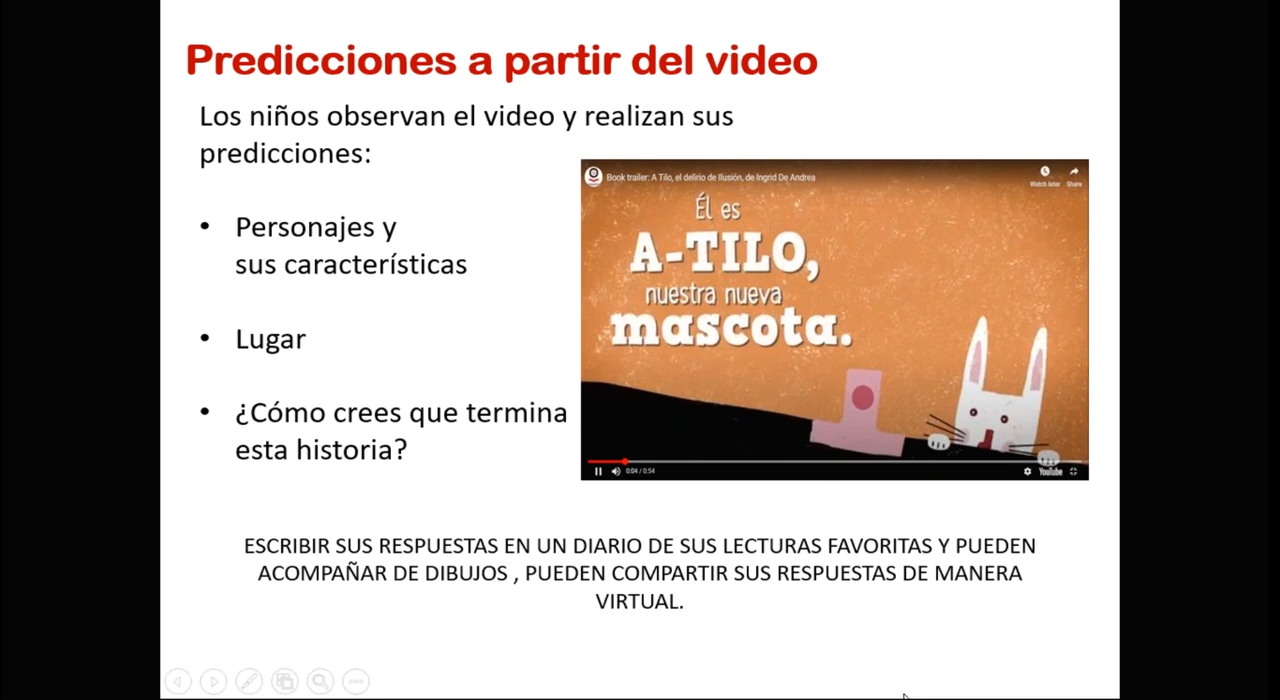 Predicciones a partir del video
Los niños observan el video y realizan sus
predicciones:
• Personajes y
sus características
• Lugar
• ¿Cómo crees que termina
esta historia?
Book trailer: A Tilo, el delirio de Ilusión, de Ingrid De Andrea
Watch later
Share
Él es
A-TILO,
nuestra nueva
mascota.
0:04 / 0:54
YouTube
ESCRIBIR SUS RESPUESTAS EN UN DIARIO DE SUS LECTURAS FAVORITAS Y PUEDEN
ACOMPAÑAR DE DIBUJOS , PUEDEN COMPARTIR SUS RESPUESTAS DE MANERA
VIRTUAL.